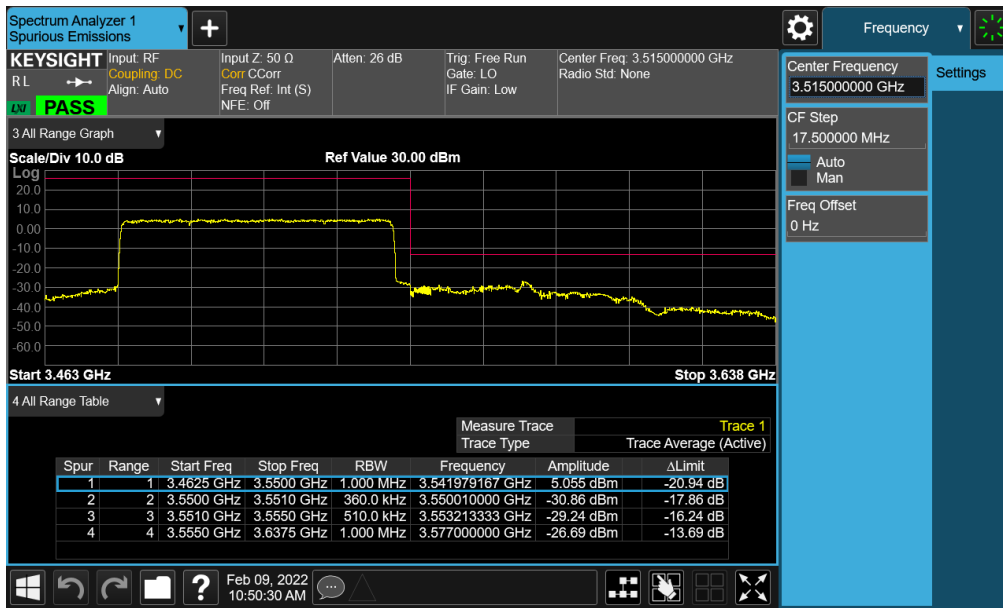 Spectrum Analyzer 1
Spurious Emissions
Frequency
KEYSIGHT
R L
LXI
PASS
Input: RF
Coupling: DC
Align: Auto
Input Z: 50 Ω
Corr CCorr
Freq Ref: Int (S)
NFE: Off
Atten: 26 dB
Trig: Free Run
Gate: LO
IF Gain: Low
Center Freq: 3.515000000 GHz
Radio Std: None
Center Frequency
3.515000000 GHz
Settings
CF Step
17.500000 MHz
Auto
Man
Freq Offset
0 Hz
3 All Range Graph
Scale/Div 10.0 dB
Ref Value 30.00 dBm
Log
20.0
10.0
0.00
-10.0
-20.0
-30.0
-40.0
-50.0
-60.0
Start 3.463 GHz
Stop 3.638 GHz
4 All Range Table
Measure Trace Trace 1
Trace Type Trace Average (Active)
Spur Range Start Freq Stop Freq RBW Frequency Amplitude ΔLimit
1 1 3.4625 GHz 3.5500 GHz 1.000 MHz 3.541979167 GHz 5.055 dBm -20.94 dB
2 2 3.5500 GHz 3.5510 GHz 360.0 kHz 3.550010000 GHz -30.86 dBm -17.86 dB
3 3 3.5510 GHz 3.5550 GHz 510.0 kHz 3.553213333 GHz -29.24 dBm -16.24 dB
4 4 3.5550 GHz 3.6375 GHz 1.000 MHz 3.577000000 GHz -26.69 dBm -13.69 dB
Feb 09, 2022
10:50:30 AM